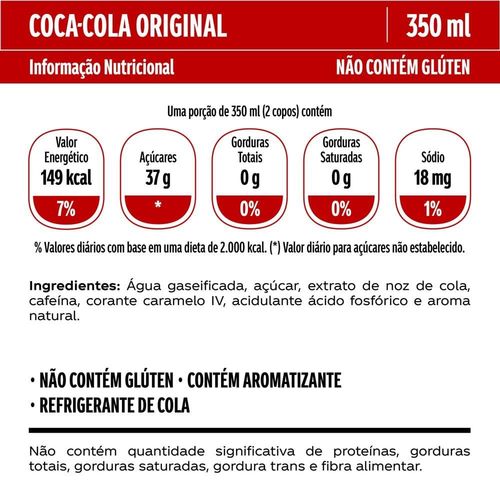 COCA-COLA ORIGINAL
350 ml
Informação Nutricional
NÃO CONTÉM GLÚTEN
Uma porção de 350 ml (2 copos) contém
Valor Energético
149 kcal
7%
Açúcares
37 g
*
Gorduras Totais
0 g
0%
Gorduras Saturadas
0 g
0%
Sódio
18 mg
1%
% Valores diários com base em uma dieta de 2.000 kcal. (*) Valor diário para açúcares não estabelecido.
Ingredientes: Água gaseificada, açúcar, extrato de noz de cola,
cafeína, corante caramelo IV, acidulante ácido fosfórico e aroma
natural.
• NÃO CONTÉM GLÚTEN • CONTÉM AROMATIZANTE
• REFRIGERANTE DE COLA
Não contém quantidade significativa de proteínas, gorduras
totais, gorduras saturadas, gordura trans e fibra alimentar.